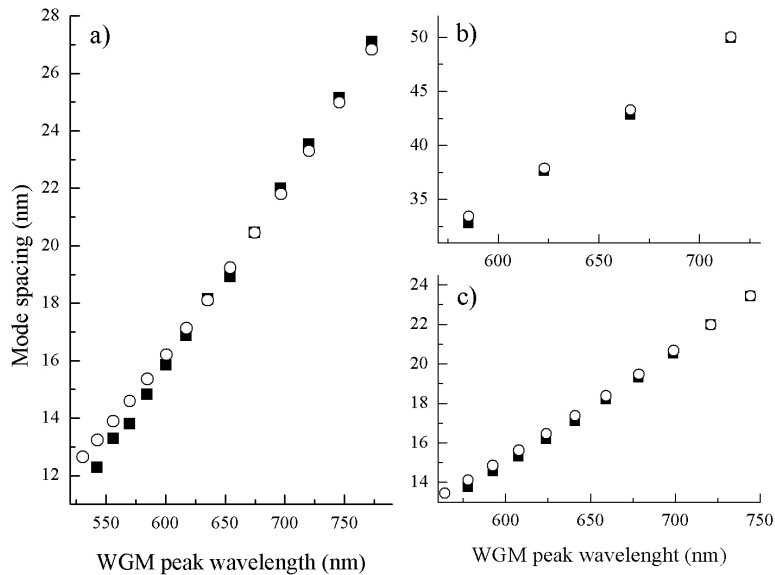 a)
28
26
24
22
20
18
16
14
12
Mode spacing (nm)
550 600 650 700 750
WGM peak wavelength (nm)
b)
50
45
40
35
600 650 700
c)
24
22
20
18
16
14
600 650 700 750
WGM peak wavelenght (nm)